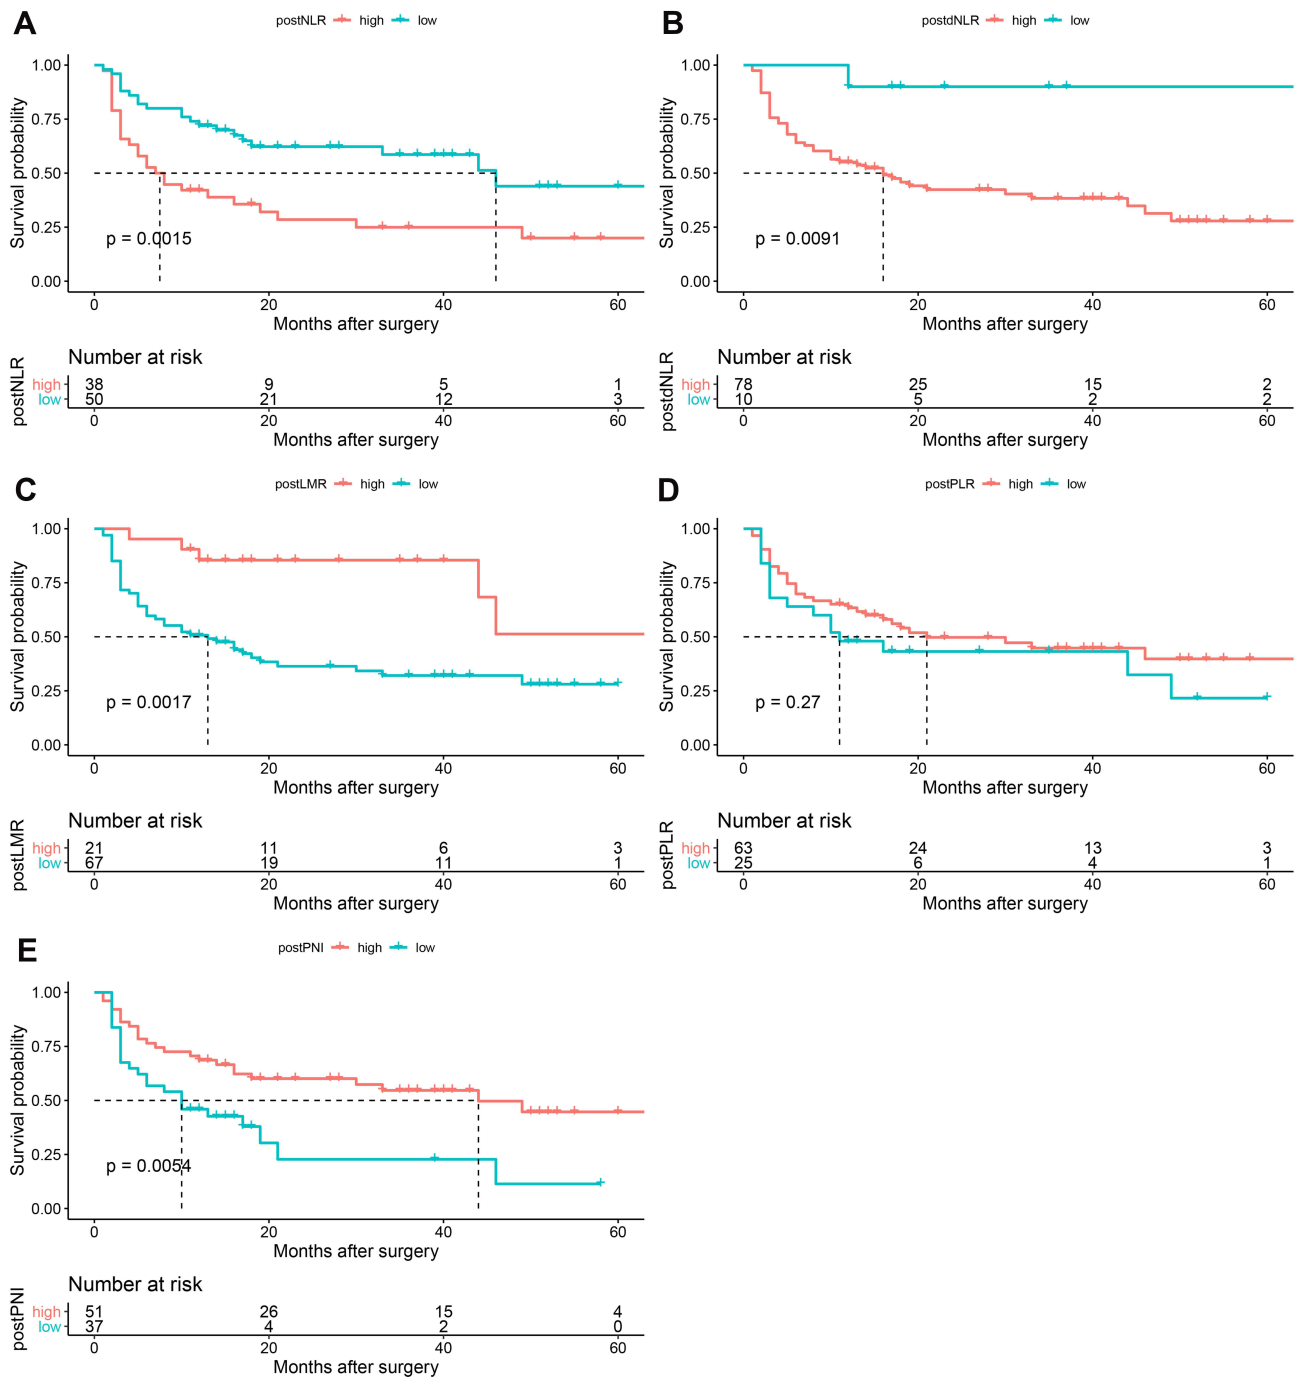 A
postNLR high low
Survival probability
1.00
0.75
0.50
0.25
0.00
p = 0.0015
0 20 40 60
Months after surgery
Number at risk
postNLR
high 38 9 5 1
low 50 21 12 3
0 20 40 60
Months after surgery
B
postdNLR high low
Survival probability
1.00
0.75
0.50
0.25
0.00
p = 0.0091
0 20 40 60
Months after surgery
Number at risk
postdNLR
high 78 25 15 2
low 10 5 2 2
0 20 40 60
Months after surgery
C
postLMR high low
Survival probability
1.00
0.75
0.50
0.25
0.00
p = 0.0017
0 20 40 60
Months after surgery
Number at risk
postLMR
high 21 11 6 3
low 67 19 11 1
0 20 40 60
Months after surgery
D
postPLR high low
Survival probability
1.00
0.75
0.50
0.25
0.00
p = 0.27
0 20 40 60
Months after surgery
Number at risk
postPLR
high 63 24 13 3
low 25 6 4 1
0 20 40 60
Months after surgery
E
postPNI high low
Survival probability
1.00
0.75
0.50
0.25
0.00
p = 0.0054
0 20 40 60
Months after surgery
Number at risk
postPNI
high 51 26 15 4
low 37 4 2 0
0 20 40 60
Months after surgery